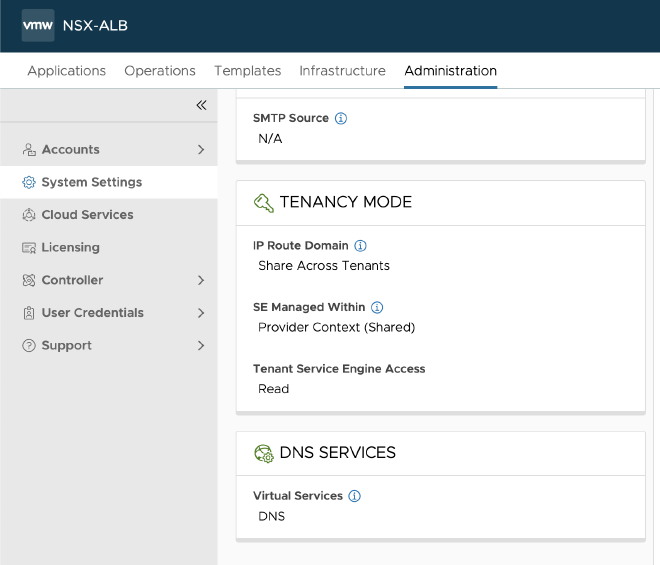 vmw NSX-ALB
Applications Operations Templates Infrastructure Administration
Accounts
System Settings
Cloud Services
Licensing
Controller
User Credentials
Support
SMTP Source
N/A
TENANCY MODE
IP Route Domain
Share Across Tenants
SE Managed Within
Provider Context (Shared)
Tenant Service Engine Access
Read
DNS SERVICES
Virtual Services
DNS